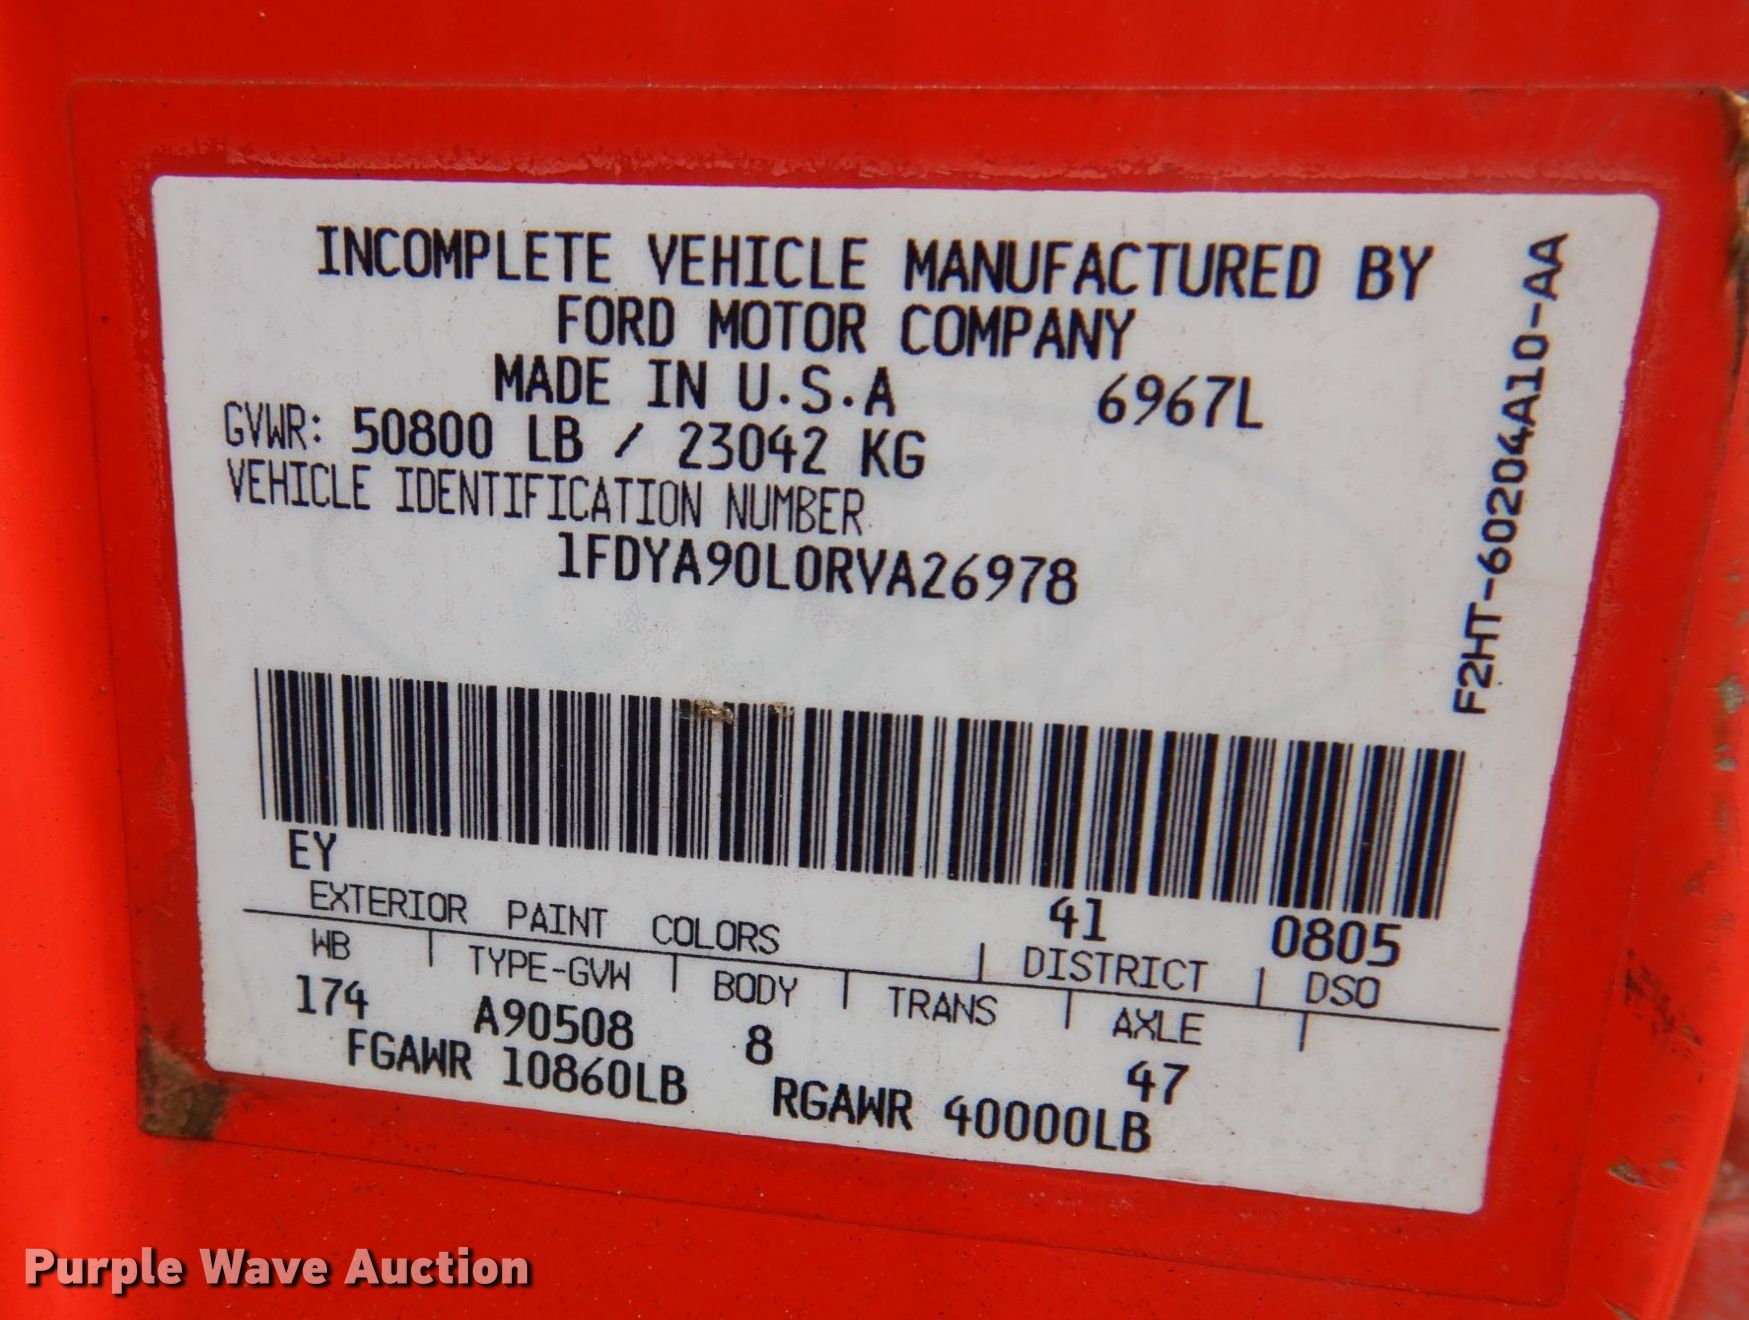 INCOMPLETE VEHICLE MANUFACTURED BY
FORD MOTOR COMPANY
MADE IN U.S.A 6967L
GVWR: 50800 LB / 23042 KG
VEHICLE IDENTIFICATION NUMBER
1FDYA90L0RVA26978
F2HT-60204A10-AA
EY
EXTERIOR PAINT COLORS 41 0805
WB TYPE-GVW BODY TRANS DISTRICT DSO
174 A90508 8 AXLE
47
FGAWR 10860LB RGAWR 40000LB
Purple Wave Auction